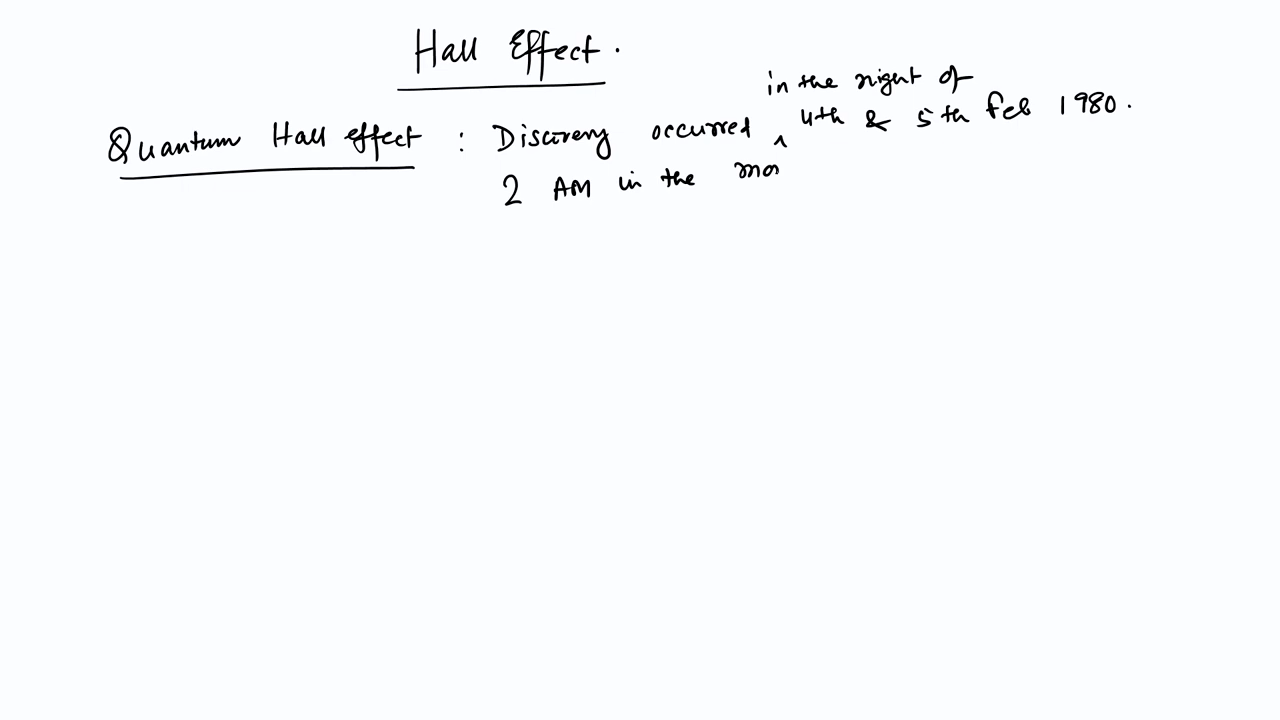 Hall Effect.
in the night of
Quantum Hall effect : Discovery occurred ^ 4th & 5th Feb 1980.
2 AM in the mo